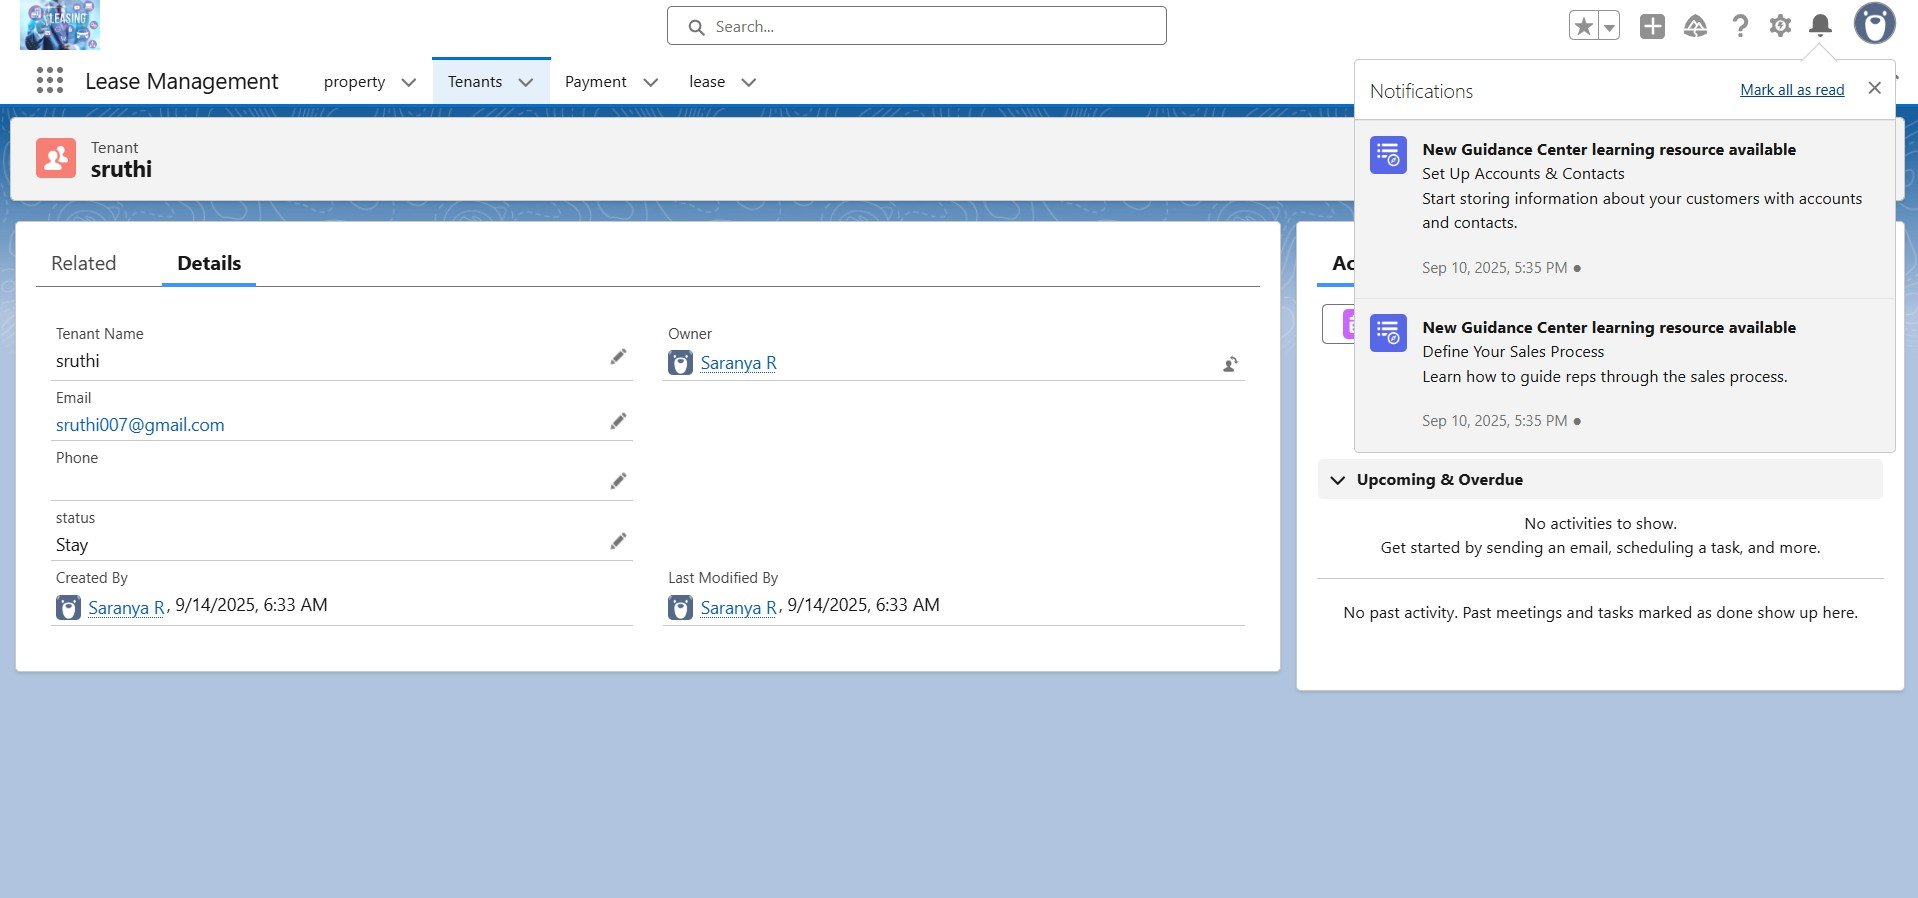 LEASING
Search...
Lease Management
property
Tenants
Payment
lease
Notifications
Mark all as read
New Guidance Center learning resource available
Set Up Accounts & Contacts
Start storing information about your customers with accounts
and contacts.
Sep 10, 2025, 5:35 PM
New Guidance Center learning resource available
Define Your Sales Process
Learn how to guide reps through the sales process.
Sep 10, 2025, 5:35 PM
Tenant
sruthi
Related
Details
Tenant Name
sruthi
Owner
Saranya R
Email
sruthi007@gmail.com
Phone
status
Stay
Created By
Saranya R, 9/14/2025, 6:33 AM
Last Modified By
Saranya R, 9/14/2025, 6:33 AM
Upcoming & Overdue
No activities to show.
Get started by sending an email, scheduling a task, and more.
No past activity. Past meetings and tasks marked as done show up here.